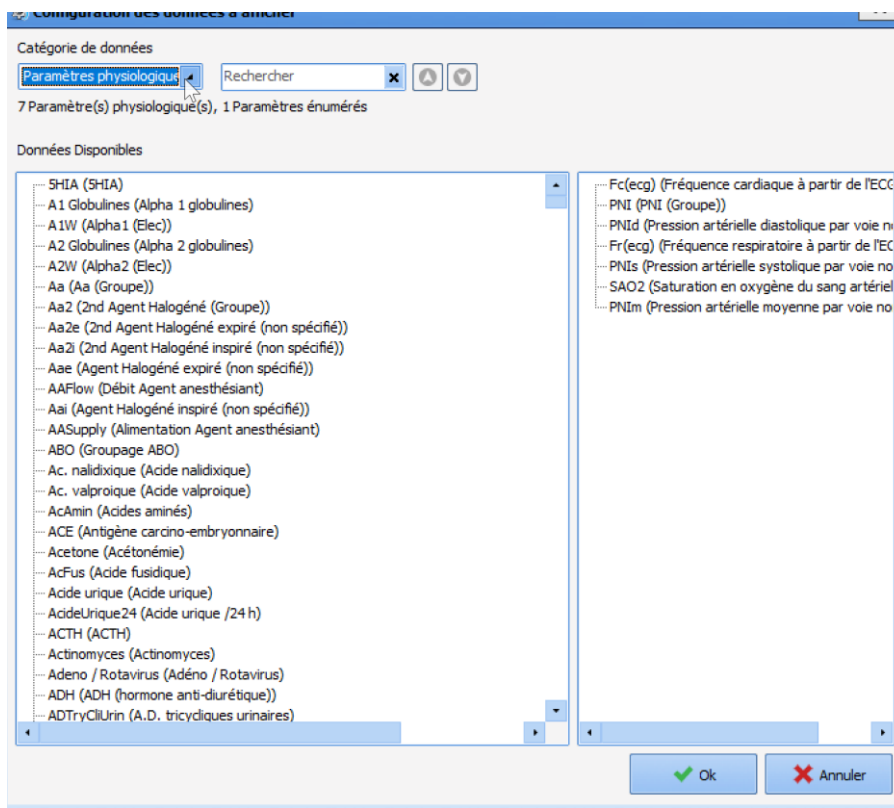 Configuration des données à afficher
Catégorie de données
Paramètres physiologique
Rechercher
7 Paramètre(s) physiologique(s), 1 Paramètres énumérés
Données Disponibles
5HIA (5HIA)
A1 Globulines (Alpha 1 globulines)
A1W (Alpha1 (Elec))
A2 Globulines (Alpha 2 globulines)
A2W (Alpha2 (Elec))
Aa (Aa (Groupe))
Aa2 (2nd Agent Halogéné (Groupe))
Aa2e (2nd Agent Halogéné expiré (non spécifié))
Aa2i (2nd Agent Halogéné inspiré (non spécifié))
Aae (Agent Halogéné expiré (non spécifié))
AAFlow (Débit Agent anesthésiant)
Aai (Agent Halogéné inspiré (non spécifié))
AASupply (Alimentation Agent anesthésiant)
ABO (Groupage ABO)
Ac. nalidixique (Acide nalidixique)
Ac. valproique (Acide valproique)
AcAmin (Acides aminés)
ACE (Antigène carcino-embryonnaire)
Acetone (Acétonémie)
AcFus (Acide fusidique)
Acide urique (Acide urique)
AcideUrique24 (Acide urique /24 h)
ACTH (ACTH)
Actinomyces (Actinomyces)
Adeno / Rotavirus (Adéno / Rotavirus)
ADH (ADH (hormone anti-diurétique))
ADTryCliUrin (A.D. tricycliques urinaires)
Fc(ecg) (Fréquence cardiaque à partir de l'ECG
PNI (PNI (Groupe))
PNId (Pression artérielle diastolique par voie n
Fr(ecg) (Fréquence respiratoire à partir de l'EC
PNIs (Pression artérielle systolique par voie no
SAO2 (Saturation en oxygène du sang artériel
PNIm (Pression artérielle moyenne par voie no
Ok
Annuler